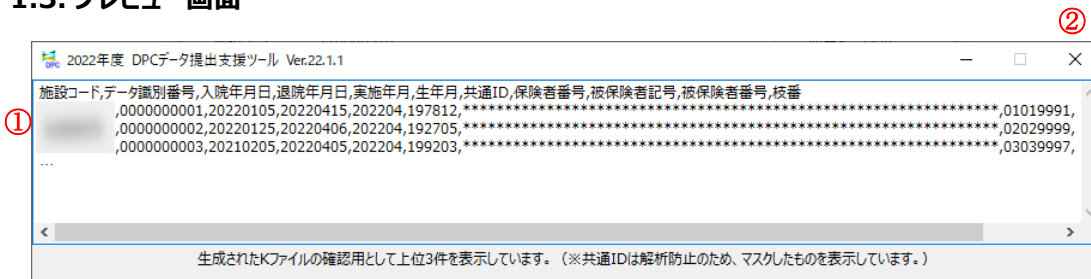 1.3. プレビュー画面
②
2022年度 DPCデータ提出支援ツール Ver.22.1.1
施設コード,データ識別番号,入院年月日,退院年月日,実施年月,生年月,共通ID,保険者番号,被保険者記号,被保険者番号,枝番
①
,0000000001,20220105,20220415,202204,197812,****************************************************************,01019991,
,0000000002,20220125,20220406,202204,192705,****************************************************************,02029999,
,0000000003,20210205,20220405,202204,199203,****************************************************************,03039997,
...
生成されたKファイルの確認用として上位3件を表示しています。（※共通IDは解析防止のため、マスクしたものを表示しています。）